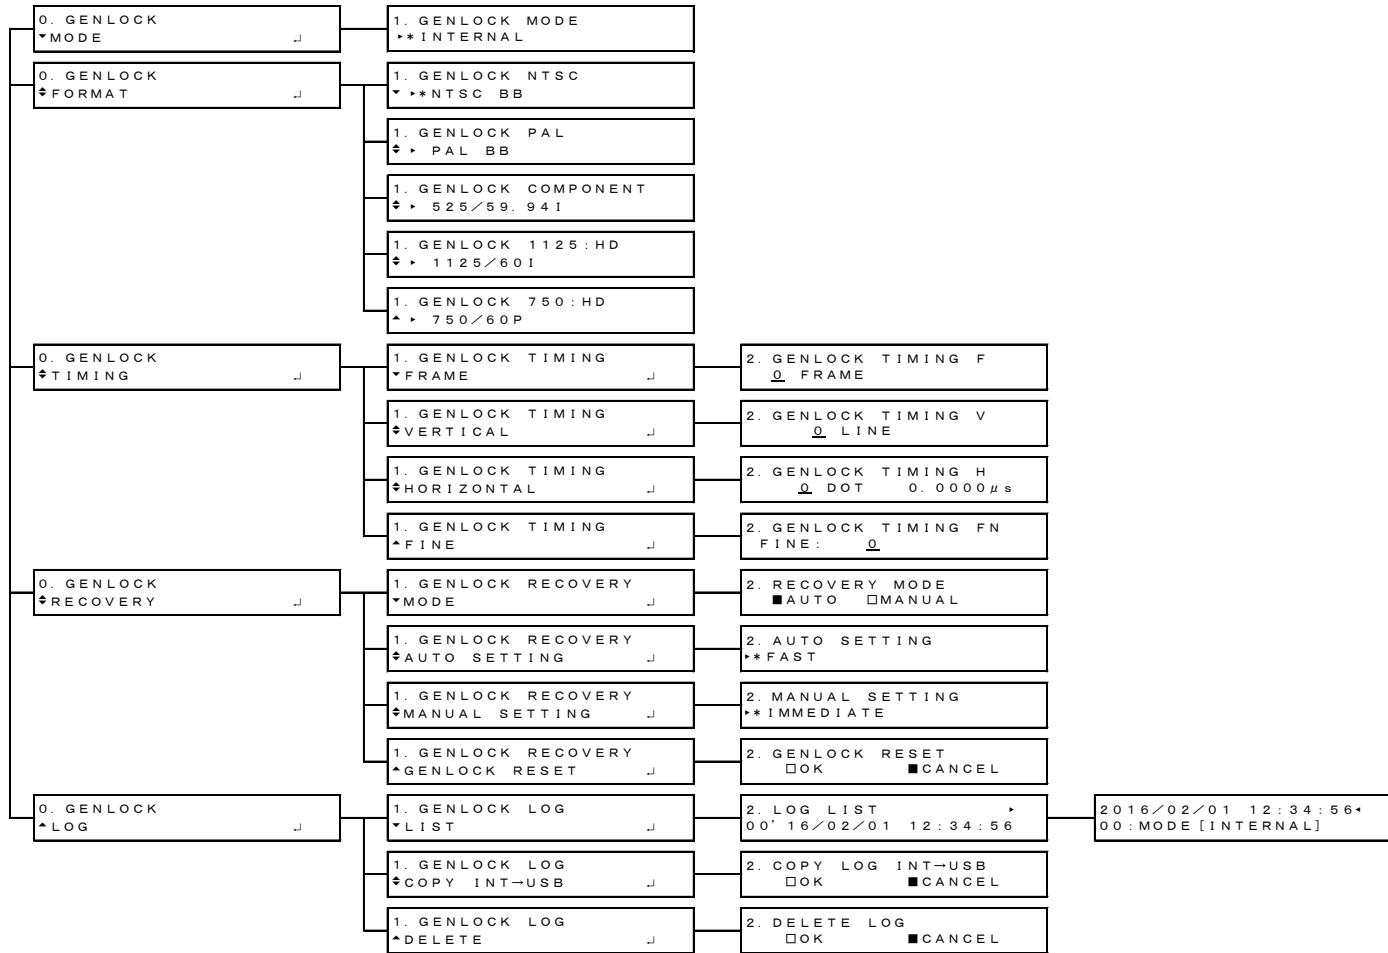 0. GENLOCK
▾MODE ↵
1. GENLOCK MODE
▸*INTERNAL
0. GENLOCK
♦FORMAT ↵
1. GENLOCK NTSC
▾ ▸*NTSC BB
1. GENLOCK PAL
♦ ▸ PAL BB
1. GENLOCK COMPONENT
♦ ▸ 525/59.94I
1. GENLOCK 1125:HD
♦ ▸ 1125/60I
1. GENLOCK 750:HD
▴ ▸ 750/60P
0. GENLOCK
♦TIMING ↵
1. GENLOCK TIMING
▾FRAME ↵
2. GENLOCK TIMING F
0 FRAME
1. GENLOCK TIMING
♦VERTICAL ↵
2. GENLOCK TIMING V
0 LINE
1. GENLOCK TIMING
♦HORIZONTAL ↵
2. GENLOCK TIMING H
0 DOT 0.0000μs
1. GENLOCK TIMING
▴FINE ↵
2. GENLOCK TIMING FN
FINE: 0
0. GENLOCK
♦RECOVERY ↵
1. GENLOCK RECOVERY
▾MODE ↵
2. RECOVERY MODE
■AUTO □MANUAL
1. GENLOCK RECOVERY
♦AUTO SETTING ↵
2. AUTO SETTING
▸*FAST
1. GENLOCK RECOVERY
♦MANUAL SETTING ↵
2. MANUAL SETTING
▸*IMMEDIATE
1. GENLOCK RECOVERY
▴GENLOCK RESET ↵
2. GENLOCK RESET
□OK ■CANCEL
0. GENLOCK
▴LOG ↵
1. GENLOCK LOG
▾LIST ↵
2. LOG LIST ▸
00'16/02/01 12:34:56
2016/02/01 12:34:56◂
00:MODE[INTERNAL]
1. GENLOCK LOG
♦COPY INT→USB ↵
2. COPY LOG INT→USB
□OK ■CANCEL
1. GENLOCK LOG
▴DELETE ↵
2. DELETE LOG
□OK ■CANCEL